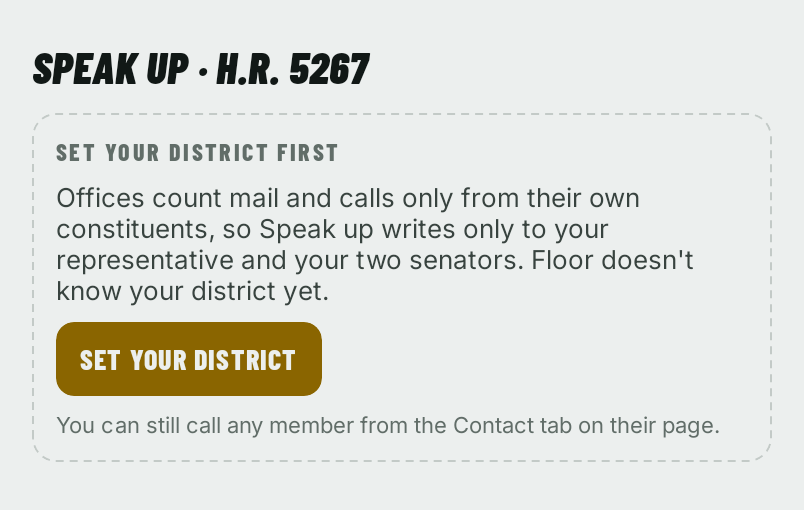 SPEAK UP · H.R. 5267
SET YOUR DISTRICT FIRST
Offices count mail and calls only from their own
constituents, so Speak up writes only to your
representative and your two senators. Floor doesn't
know your district yet.
SET YOUR DISTRICT
You can still call any member from the Contact tab on their page.